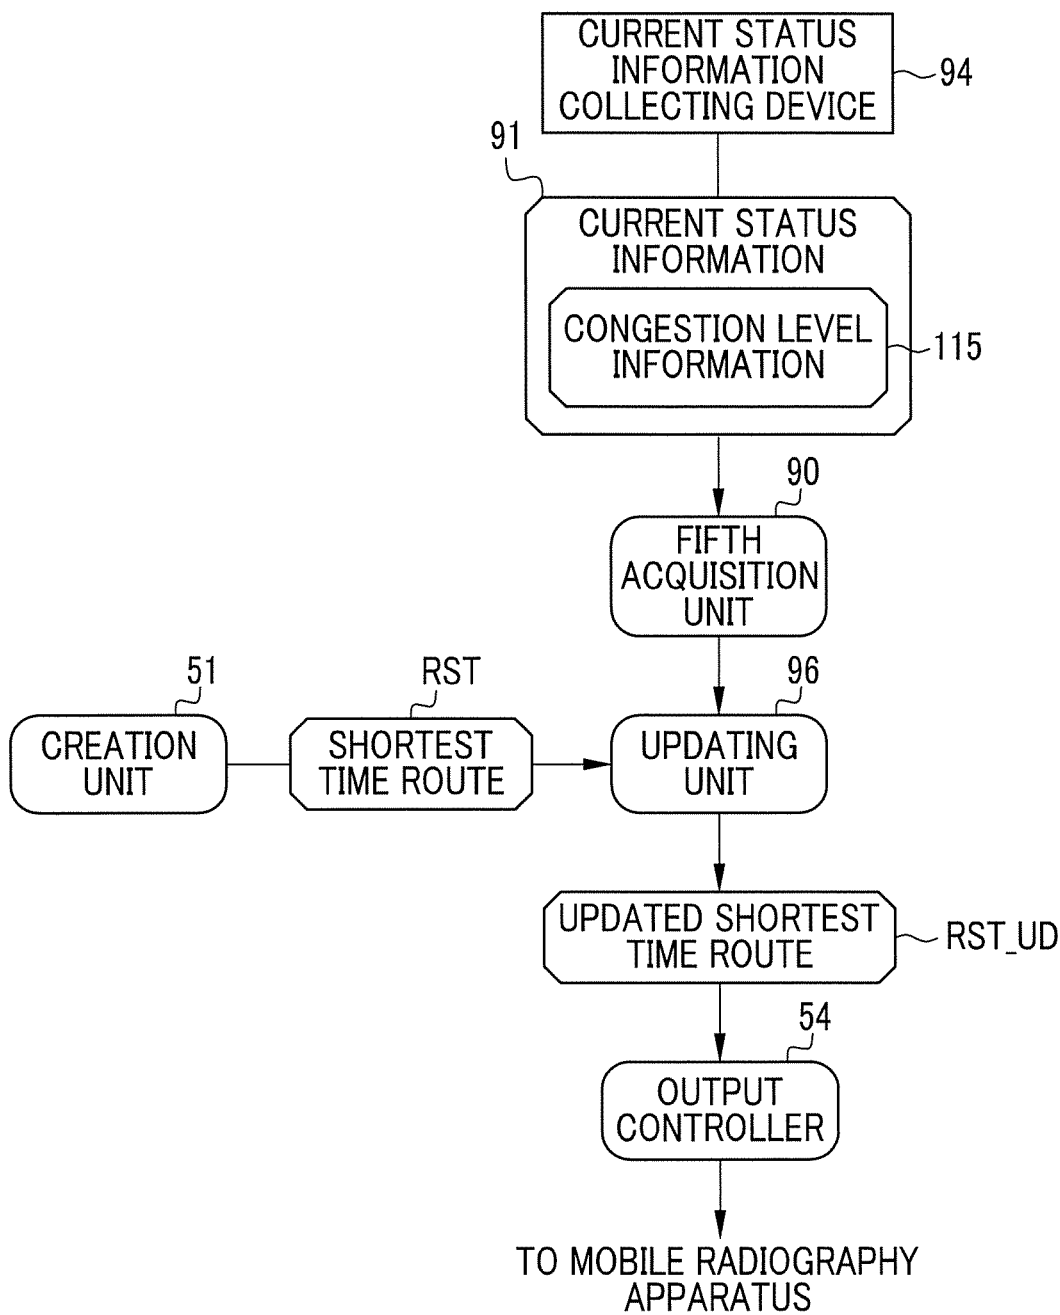 CURRENT STATUS
INFORMATION
COLLECTING DEVICE
94
91
CURRENT STATUS
INFORMATION
CONGESTION LEVEL
INFORMATION
115
90
FIFTH
ACQUISITION
UNIT
51
CREATION
UNIT
RST
SHORTEST
TIME ROUTE
96
UPDATING
UNIT
UPDATED SHORTEST
TIME ROUTE
RST_UD
54
OUTPUT
CONTROLLER
TO MOBILE RADIOGRAPHY
APPARATUS